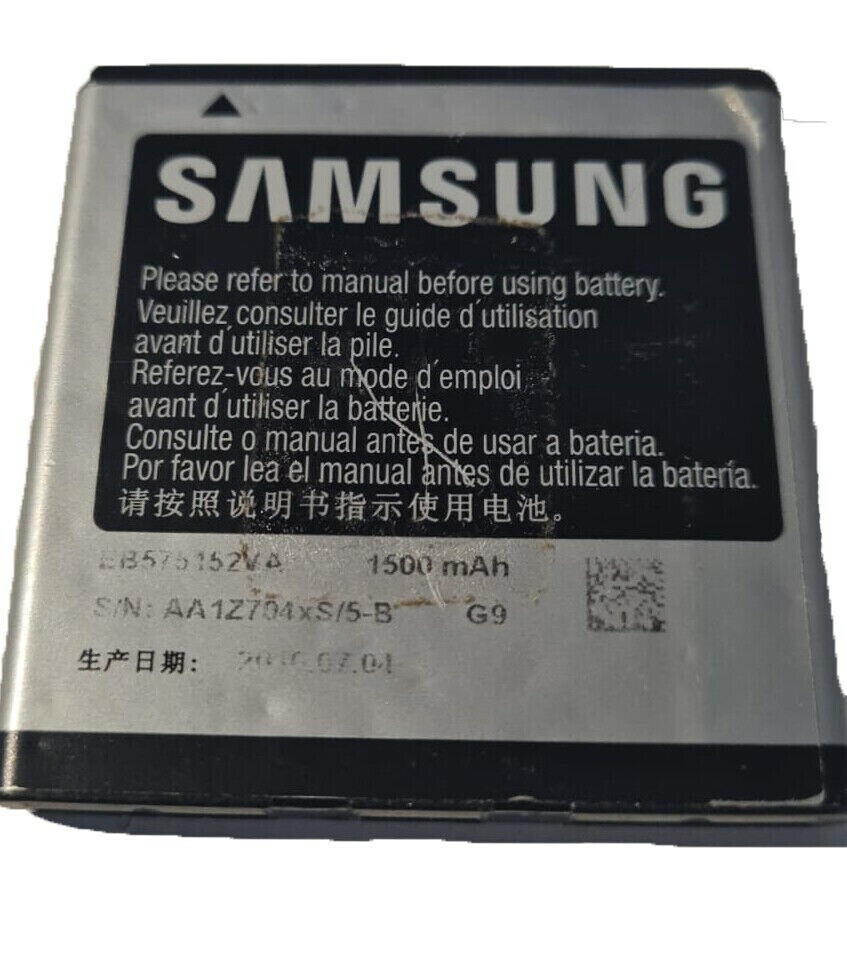 SAMSUNG
Please refer to manual before using battery.
Veuillez consulter le guide d'utilisation
avant d'utiliser la pile.
Referez-vous au mode d'emploi
avant d'utiliser la batterie.
Consulte o manual antes de usar a bateria.
Por favor lea el manual antes de utilizar la batería.
请按照说明书指示使用电池。
EB575152VA 1500 mAh
S/N: AA1Z704xS/5-B G9
生产日期: